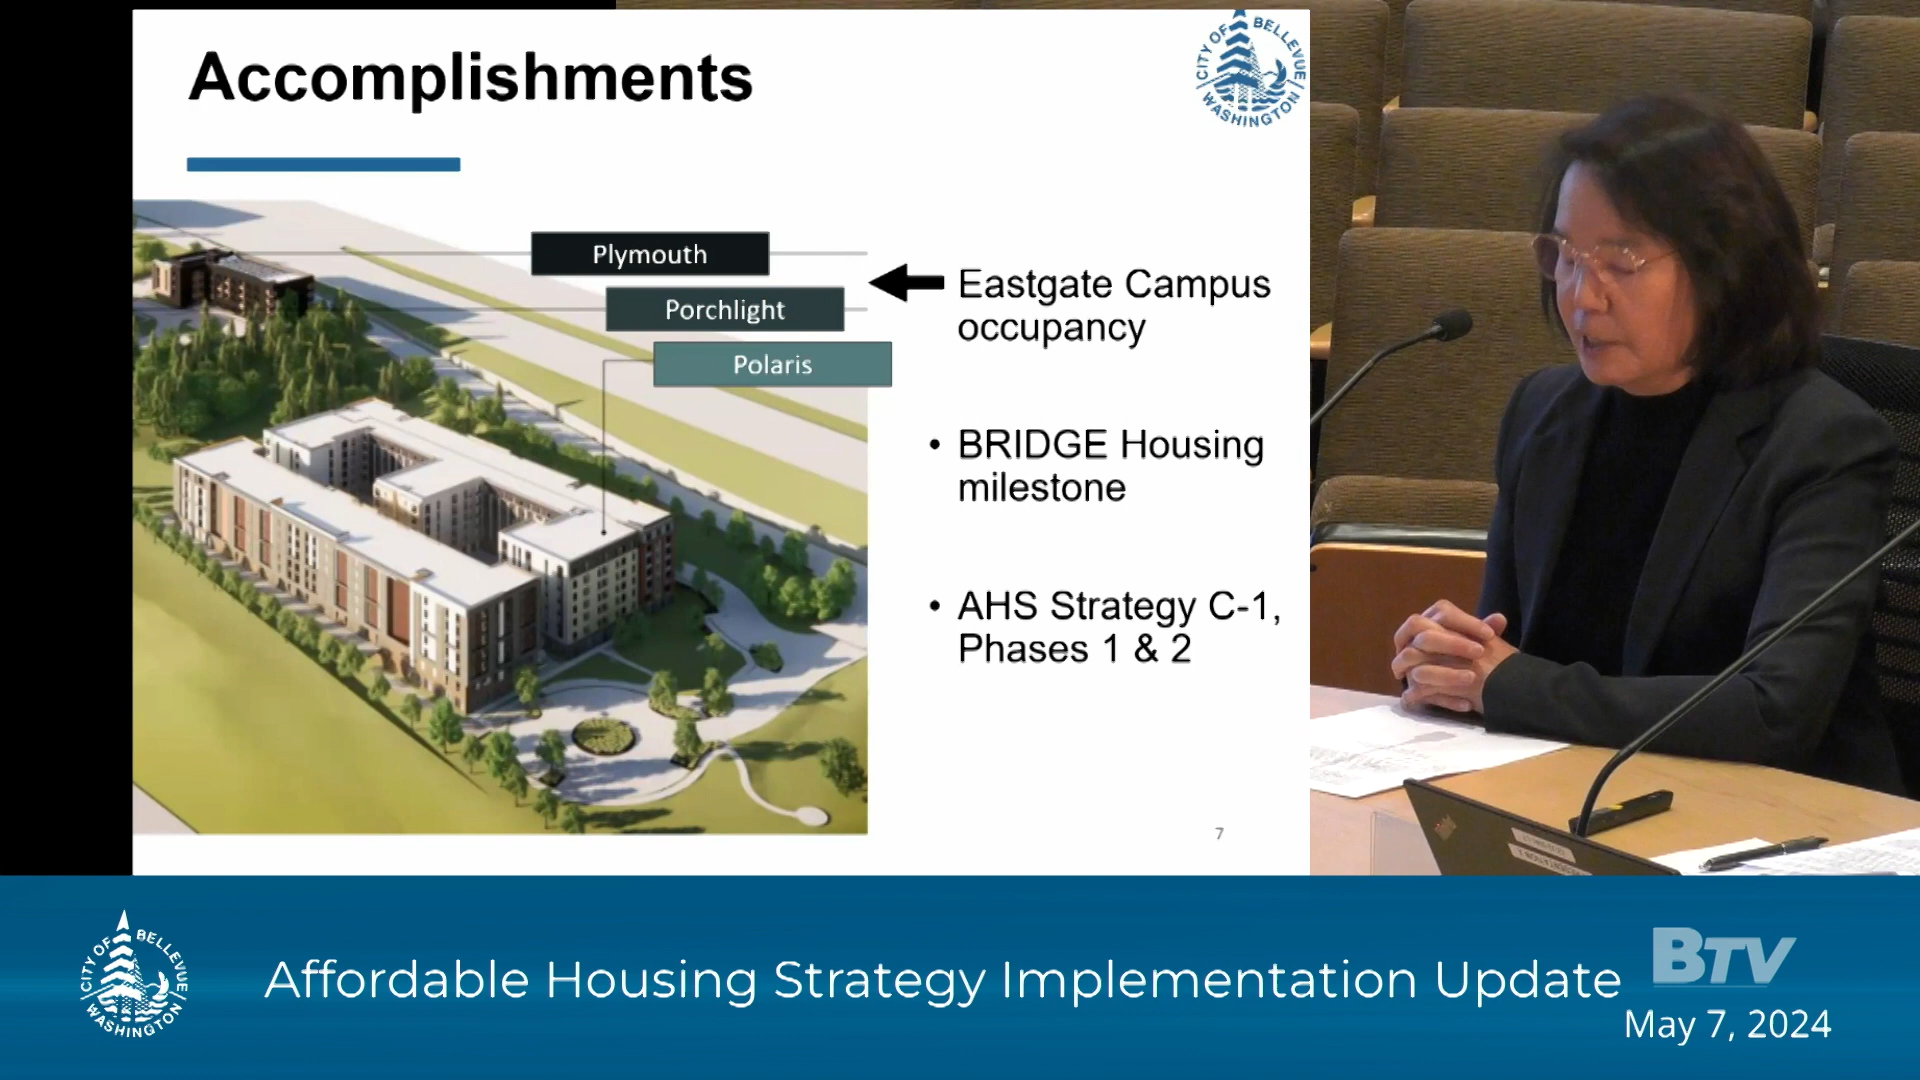 Accomplishments
CITY OF BELLEVUE
WASHINGTON
Plymouth
Porchlight
Polaris
Eastgate Campus
occupancy
• BRIDGE Housing
milestone
• AHS Strategy C-1,
Phases 1 & 2
7
CITY OF BELLEVUE
WASHINGTON
Affordable Housing Strategy Implementation Update
BTV
May 7, 2024